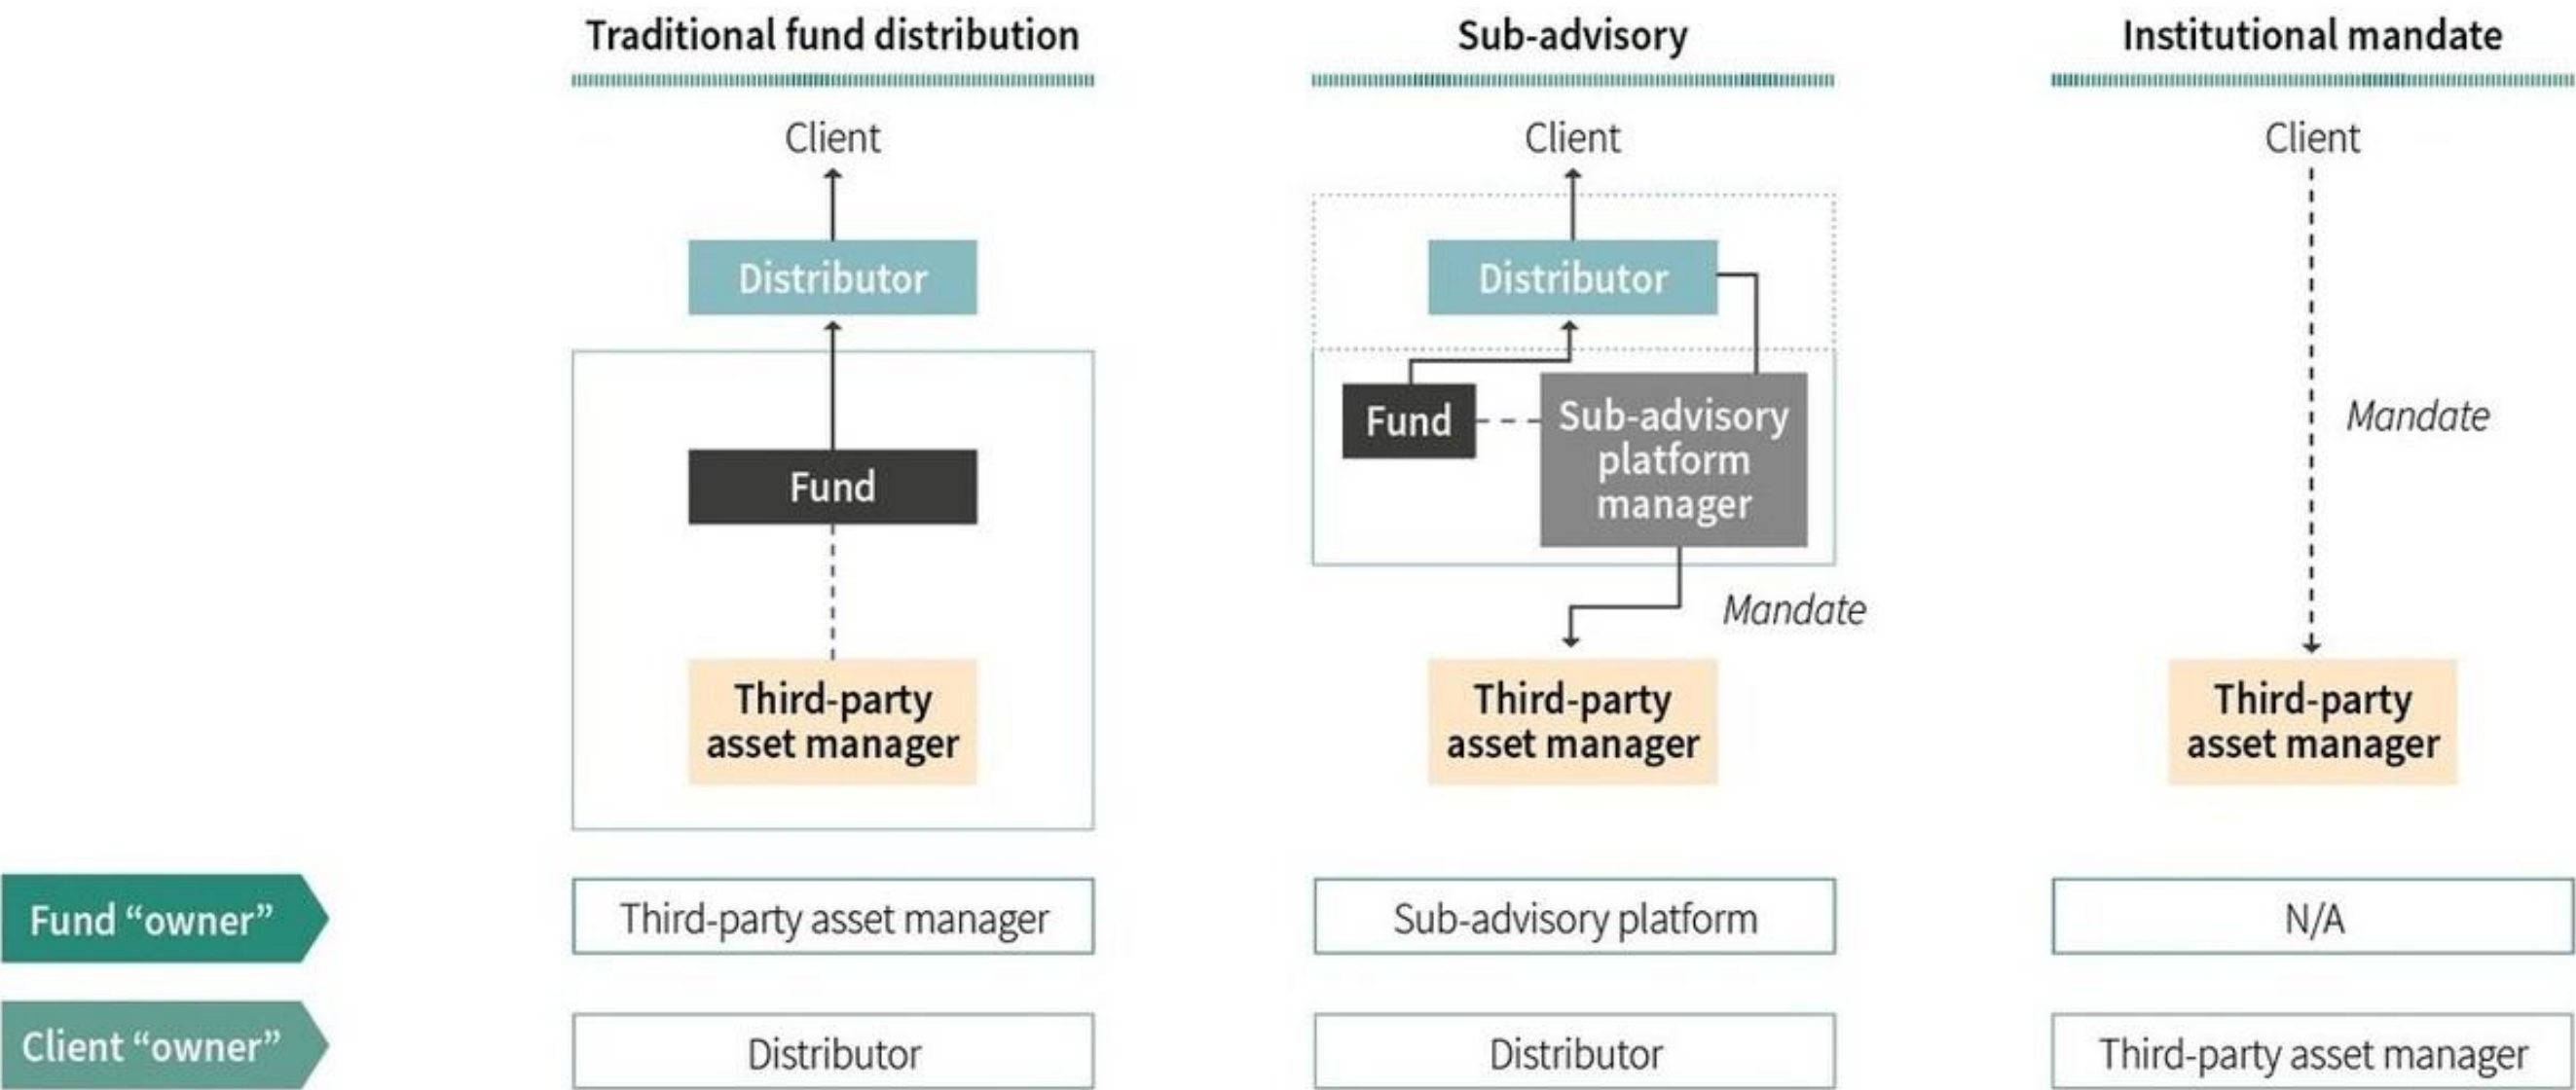 Traditional fund distribution
Sub-advisory
Institutional mandate
Client
Client
Client
Distributor
Distributor
Fund
Fund
Sub-advisory
platform
manager
Mandate
Mandate
Third-party
asset manager
Third-party
asset manager
Third-party
asset manager
Fund “owner”
Third-party asset manager
Sub-advisory platform
N/A
Client “owner”
Distributor
Distributor
Third-party asset manager